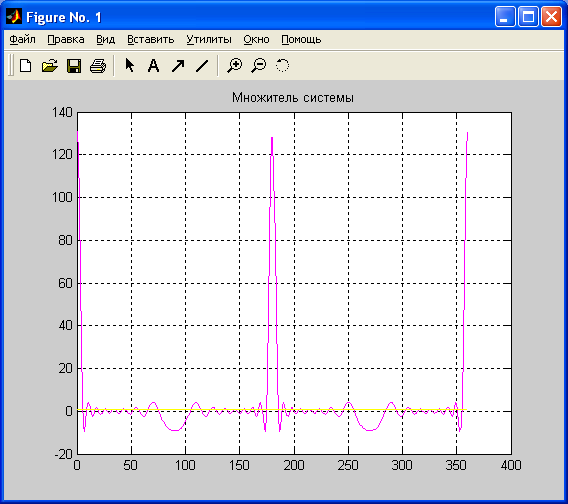 Figure No. 1
Файл Правка Вид Вставить Утилиты Окно Помощь
A
Множитель системы
140
120
100
80
60
40
20
0
-20
0 50 100 150 200 250 300 350 400